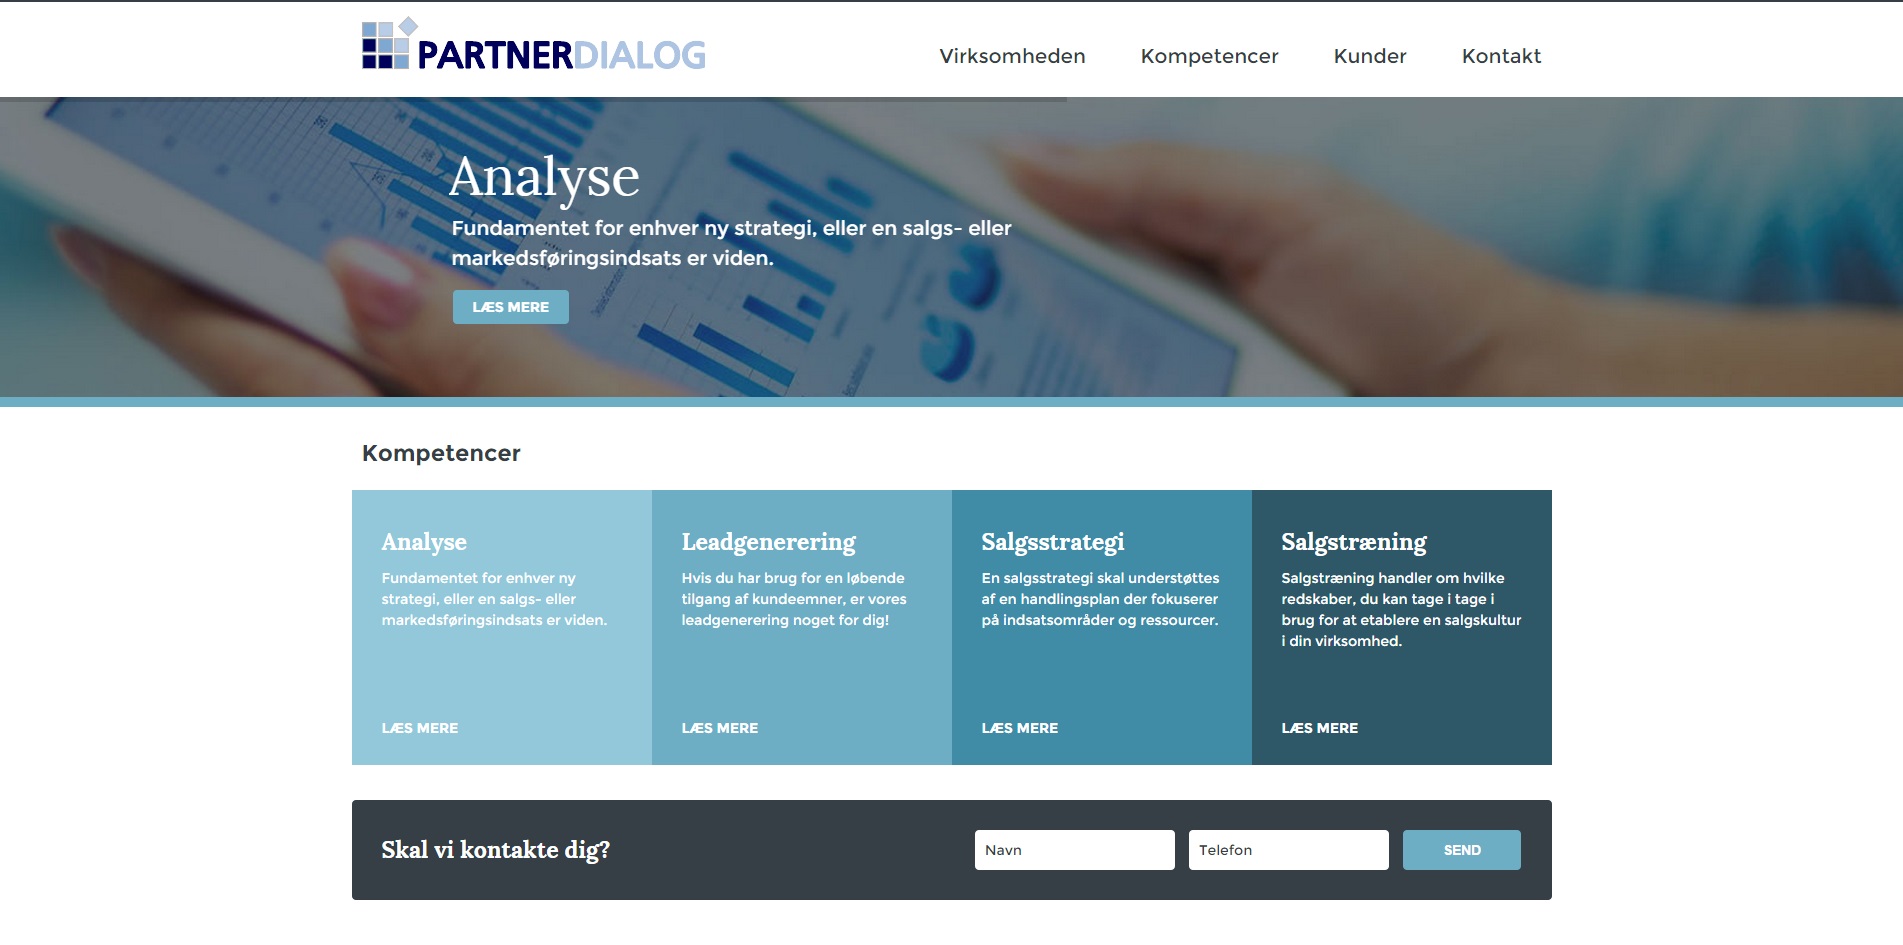 PARTNERDIALOG
Virksomheden Kompetencer Kunder Kontakt
Analyse
Fundamentet for enhver ny strategi, eller en salgs- eller
markedsføringsindsats er viden.
LÆS MERE
Kompetencer
Analyse
Fundamentet for enhver ny
strategi, eller en salgs- eller
markedsføringsindsats er viden.
LÆS MERE
Leadgenerering
Hvis du har brug for en løbende
tilgang af kundeemner, er vores
leadgenerering noget for dig!
LÆS MERE
Salgsstrategi
En salgsstrategi skal understøttes
af en handlingsplan der fokuserer
på indsatsområder og ressourcer.
LÆS MERE
Salgstræning
Salgstræning handler om hvilke
redskaber, du kan tage i tage i
brug for at etablere en salgskultur
i din virksomhed.
LÆS MERE
Skal vi kontakte dig?
Navn
Telefon
SEND